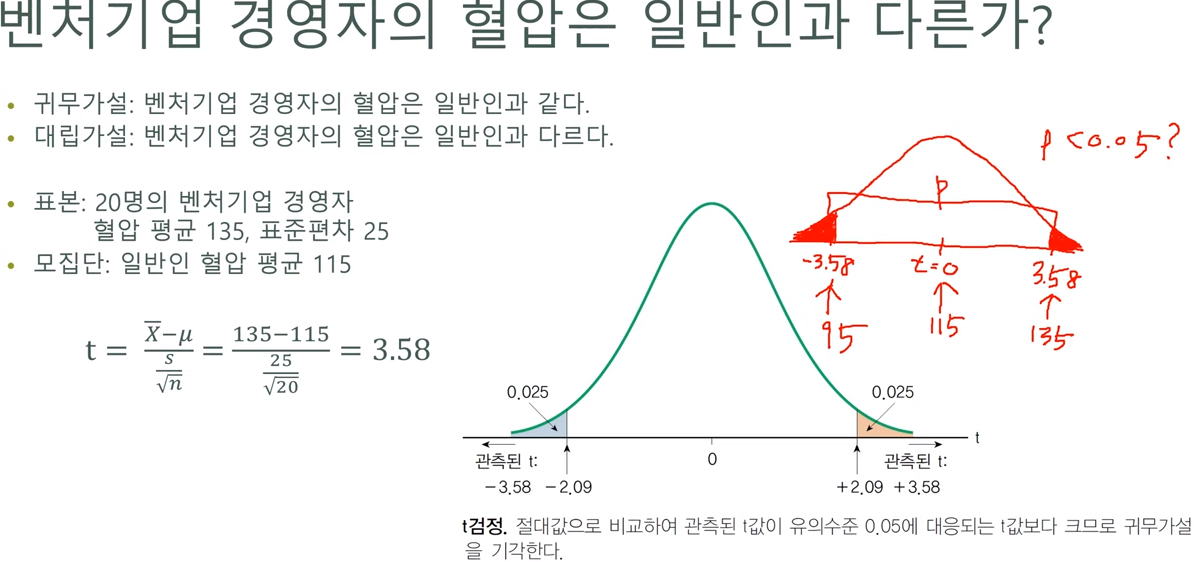 벤처기업 경영자의 혈압은 일반인과 다른가?
• 귀무가설: 벤처기업 경영자의 혈압은 일반인과 같다.
• 대립가설: 벤처기업 경영자의 혈압은 일반인과 다르다.
• 표본: 20명의 벤처기업 경영자
혈압 평균 135, 표준편차 25
• 모집단: 일반인 혈압 평균 115
t = (X̅−μ)/(s/√n) = (135−115)/(25/√20) = 3.58
P <0.05?
P
-3.58 t=0 3.58
95 115 135
0.025 0.025
t
관측된 t: 0 관측된 t:
−3.58 −2.09 +2.09 +3.58
t검정. 절대값으로 비교하여 관측된 t값이 유의수준 0.05에 대응되는 t값보다 크므로 귀무가설
을 기각한다.